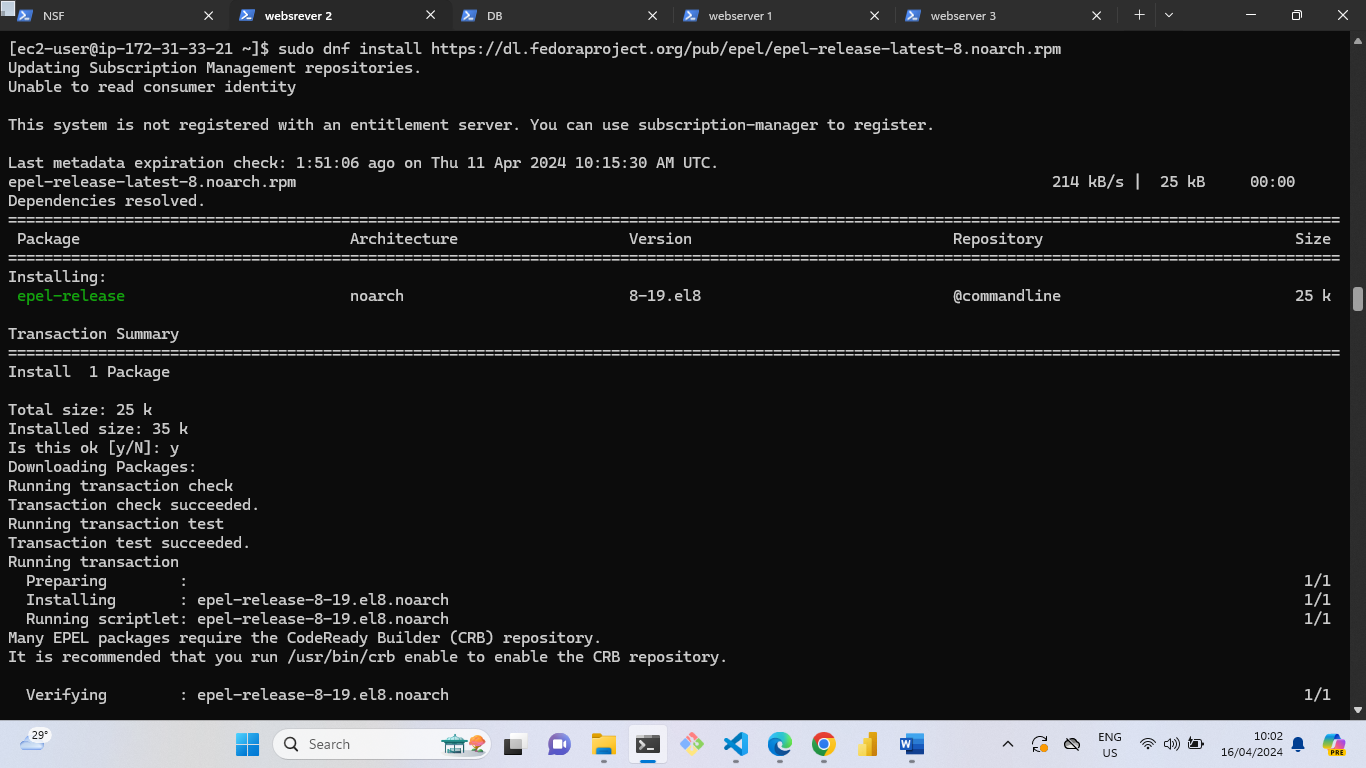 NSF
websrever 2
DB
webserver 1
webserver 3
[ec2-user@ip-172-31-33-21 ~]$ sudo dnf install https://dl.fedoraproject.org/pub/epel/epel-release-latest-8.noarch.rpm
Updating Subscription Management repositories.
Unable to read consumer identity
This system is not registered with an entitlement server. You can use subscription-manager to register.
Last metadata expiration check: 1:51:06 ago on Thu 11 Apr 2024 10:15:30 AM UTC.
epel-release-latest-8.noarch.rpm 214 kB/s | 25 kB 00:00
Dependencies resolved.
Package Architecture Version Repository Size
Installing:
epel-release noarch 8-19.el8 @commandline 25 k
Transaction Summary
Install 1 Package
Total size: 25 k
Installed size: 35 k
Is this ok [y/N]: y
Downloading Packages:
Running transaction check
Transaction check succeeded.
Running transaction test
Transaction test succeeded.
Running transaction
Preparing : 1/1
Installing : epel-release-8-19.el8.noarch 1/1
Running scriptlet: epel-release-8-19.el8.noarch 1/1
Many EPEL packages require the CodeReady Builder (CRB) repository.
It is recommended that you run /usr/bin/crb enable to enable the CRB repository.
Verifying : epel-release-8-19.el8.noarch 1/1
29°
Search
ENG
US
10:02
16/04/2024
PRE